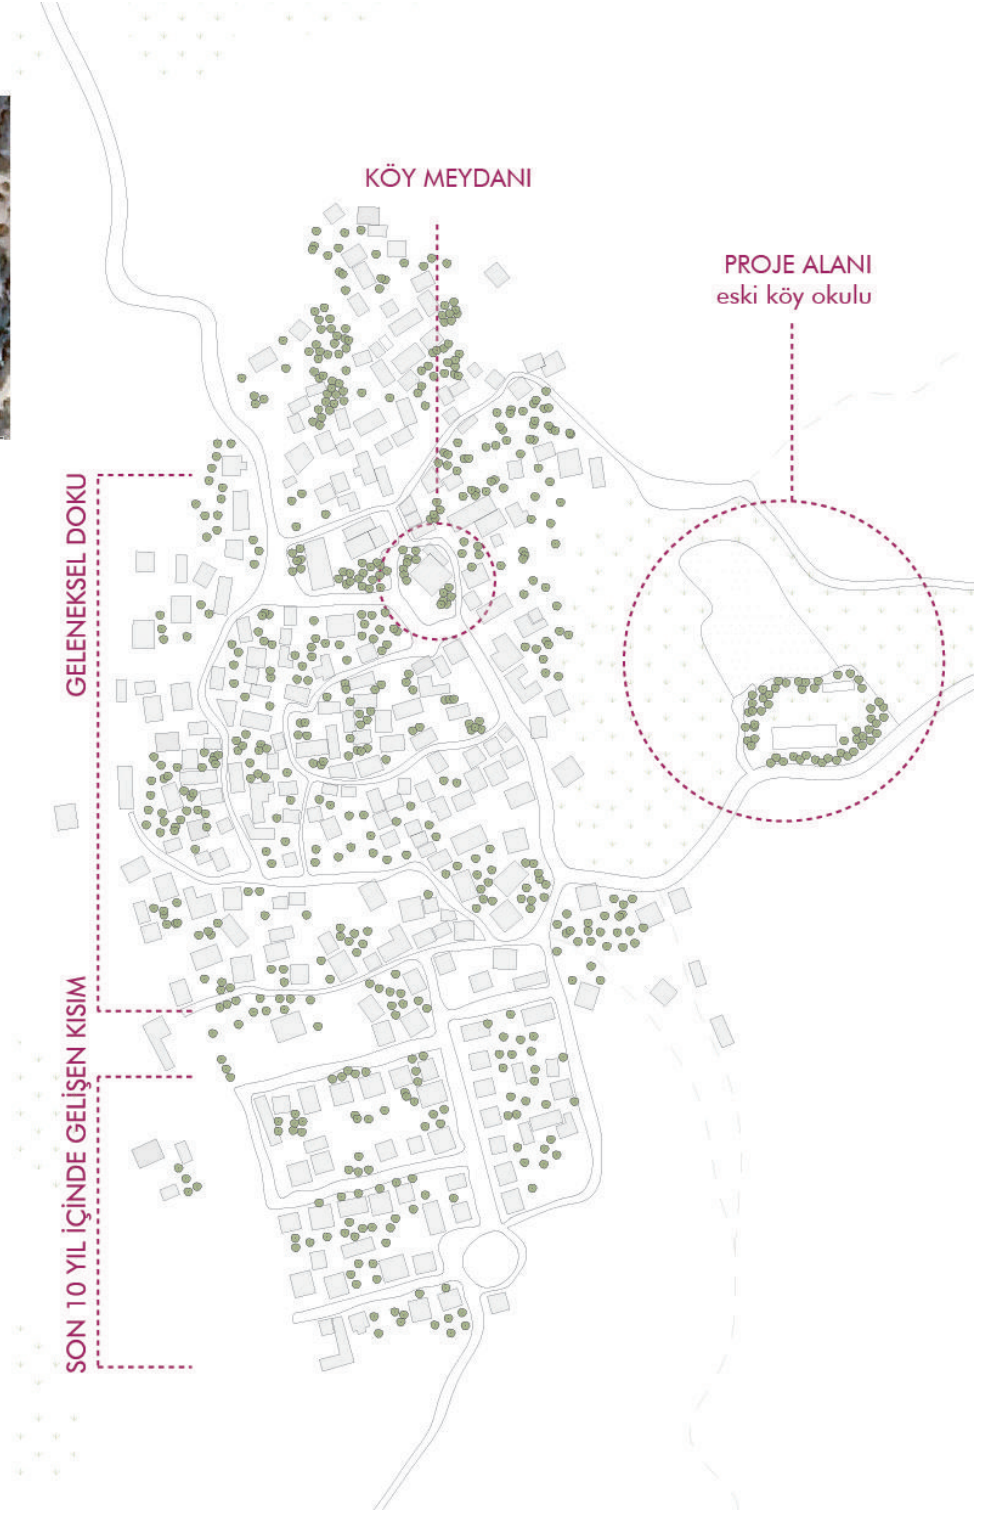 KÖY MEYDANI
PROJE ALANI
eski köy okulu
GELENEKSEL DOKU
SON 10 YIL İÇİNDE GELİŞEN KISIM